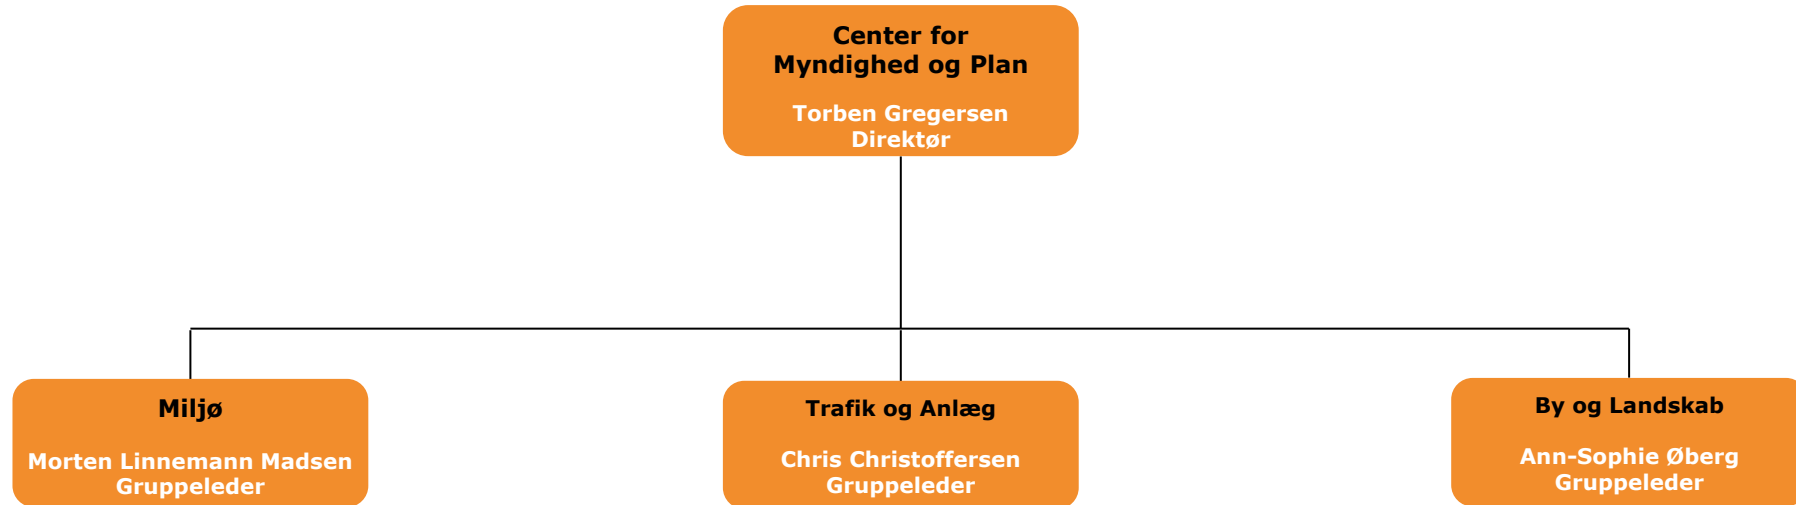 Center for
Myndighed og Plan
Torben Gregersen
Direktør
Miljø
Morten Linnemann Madsen
Gruppeleder
Trafik og Anlæg
Chris Christoffersen
Gruppeleder
By og Landskab
Ann-Sophie Øberg
Gruppeleder